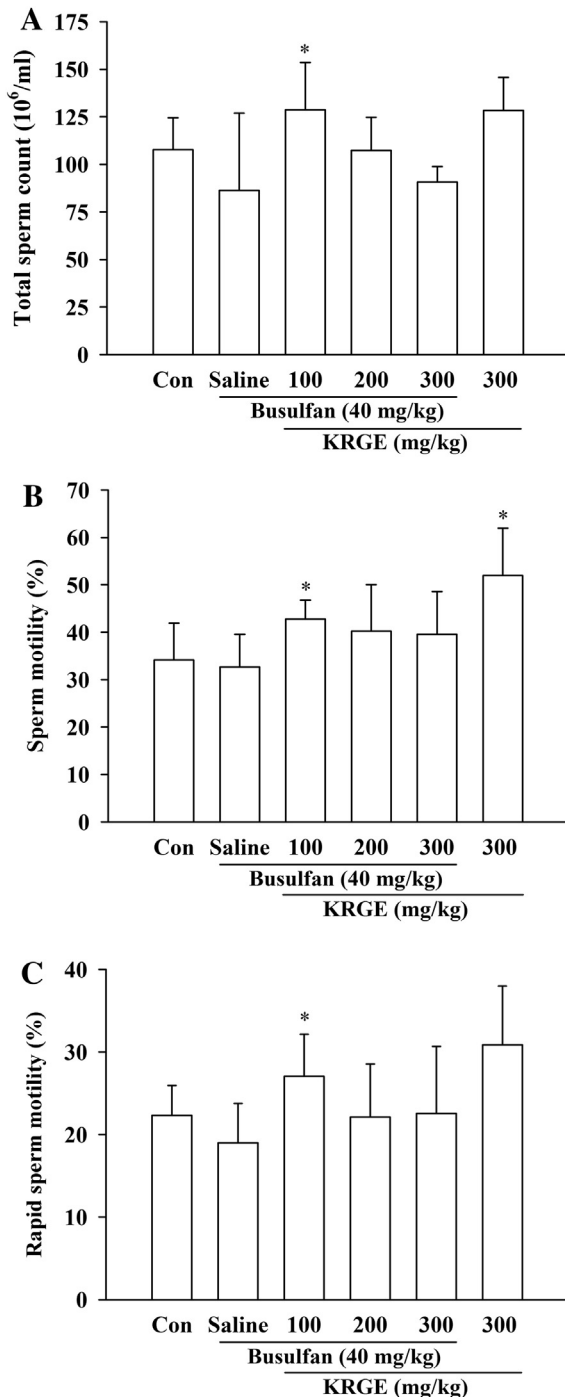 A
Total sperm count (10⁶/ml)
175
150
125
100
75
50
25
0
*
Con Saline 100 200 300 300
Busulfan (40 mg/kg)
KRGE (mg/kg)
B
Sperm motility (%)
70
60
50
40
30
20
10
0
*
*
Con Saline 100 200 300 300
Busulfan (40 mg/kg)
KRGE (mg/kg)
C
Rapid sperm motility (%)
40
30
20
10
0
*
Con Saline 100 200 300 300
Busulfan (40 mg/kg)
KRGE (mg/kg)